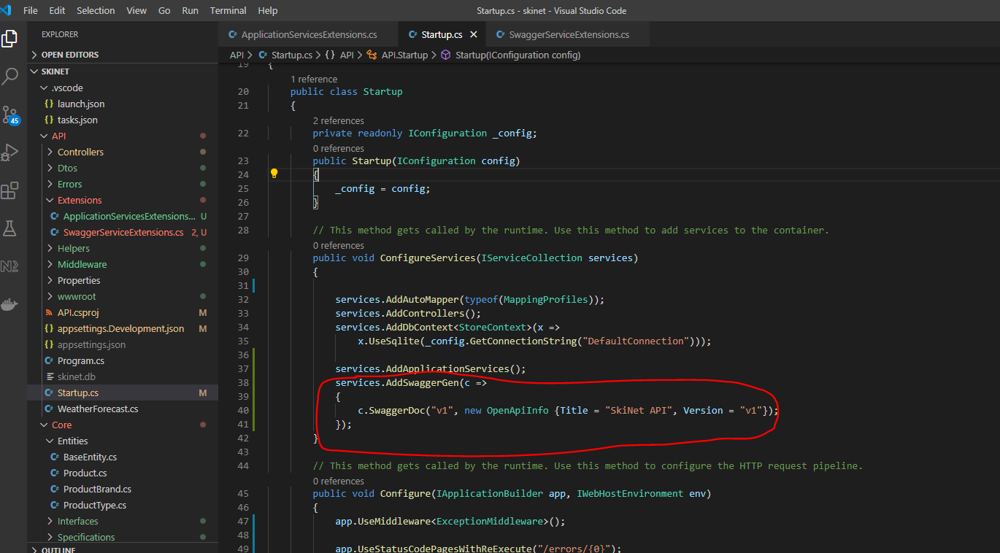 File Edit Selection View Go Run Terminal Help Startup.cs - skinet - Visual Studio Code
EXPLORER
OPEN EDITORS
SKINET
.vscode
launch.json
tasks.json
API
Controllers
Dtos
Errors
Extensions
ApplicationServicesExtensions... U
SwaggerServiceExtensions.cs 2, U
Helpers
Middleware
Properties
wwwroot
API.csproj M
appsettings.Development.json M
appsettings.json
Program.cs
skinet.db
Startup.cs M
WeatherForecast.cs
Core
Entities
BaseEntity.cs
Product.cs
ProductBrand.cs
ProductType.cs
Interfaces
Specifications
OUTLINE
45
ApplicationServicesExtensions.cs Startup.cs SwaggerServiceExtensions.cs
API > Startup.cs > {} API > API.Startup > Startup(IConfiguration config)
19 {
1 reference
20 public class Startup
21 {
2 references
22 private readonly IConfiguration _config;
0 references
23 public Startup(IConfiguration config)
24 {
25 _config = config;
26 }
27
28 // This method gets called by the runtime. Use this method to add services to the container.
0 references
29 public void ConfigureServices(IServiceCollection services)
30 {
31
32 services.AddAutoMapper(typeof(MappingProfiles));
33 services.AddControllers();
34 services.AddDbContext<StoreContext>(x =>
35 x.UseSqlite(_config.GetConnectionString("DefaultConnection")));
36
37 services.AddApplicationServices();
38 services.AddSwaggerGen(c =>
39 {
40 c.SwaggerDoc("v1", new OpenApiInfo {Title = "SkiNet API", Version = "v1"});
41 });
42 }
43
44 // This method gets called by the runtime. Use this method to configure the HTTP request pipeline.
0 references
45 public void Configure(IApplicationBuilder app, IWebHostEnvironment env)
46 {
47 app.UseMiddleware<ExceptionMiddleware>();
48
49 app.UseStatusCodePagesWithReExecute("/errors/{0}");